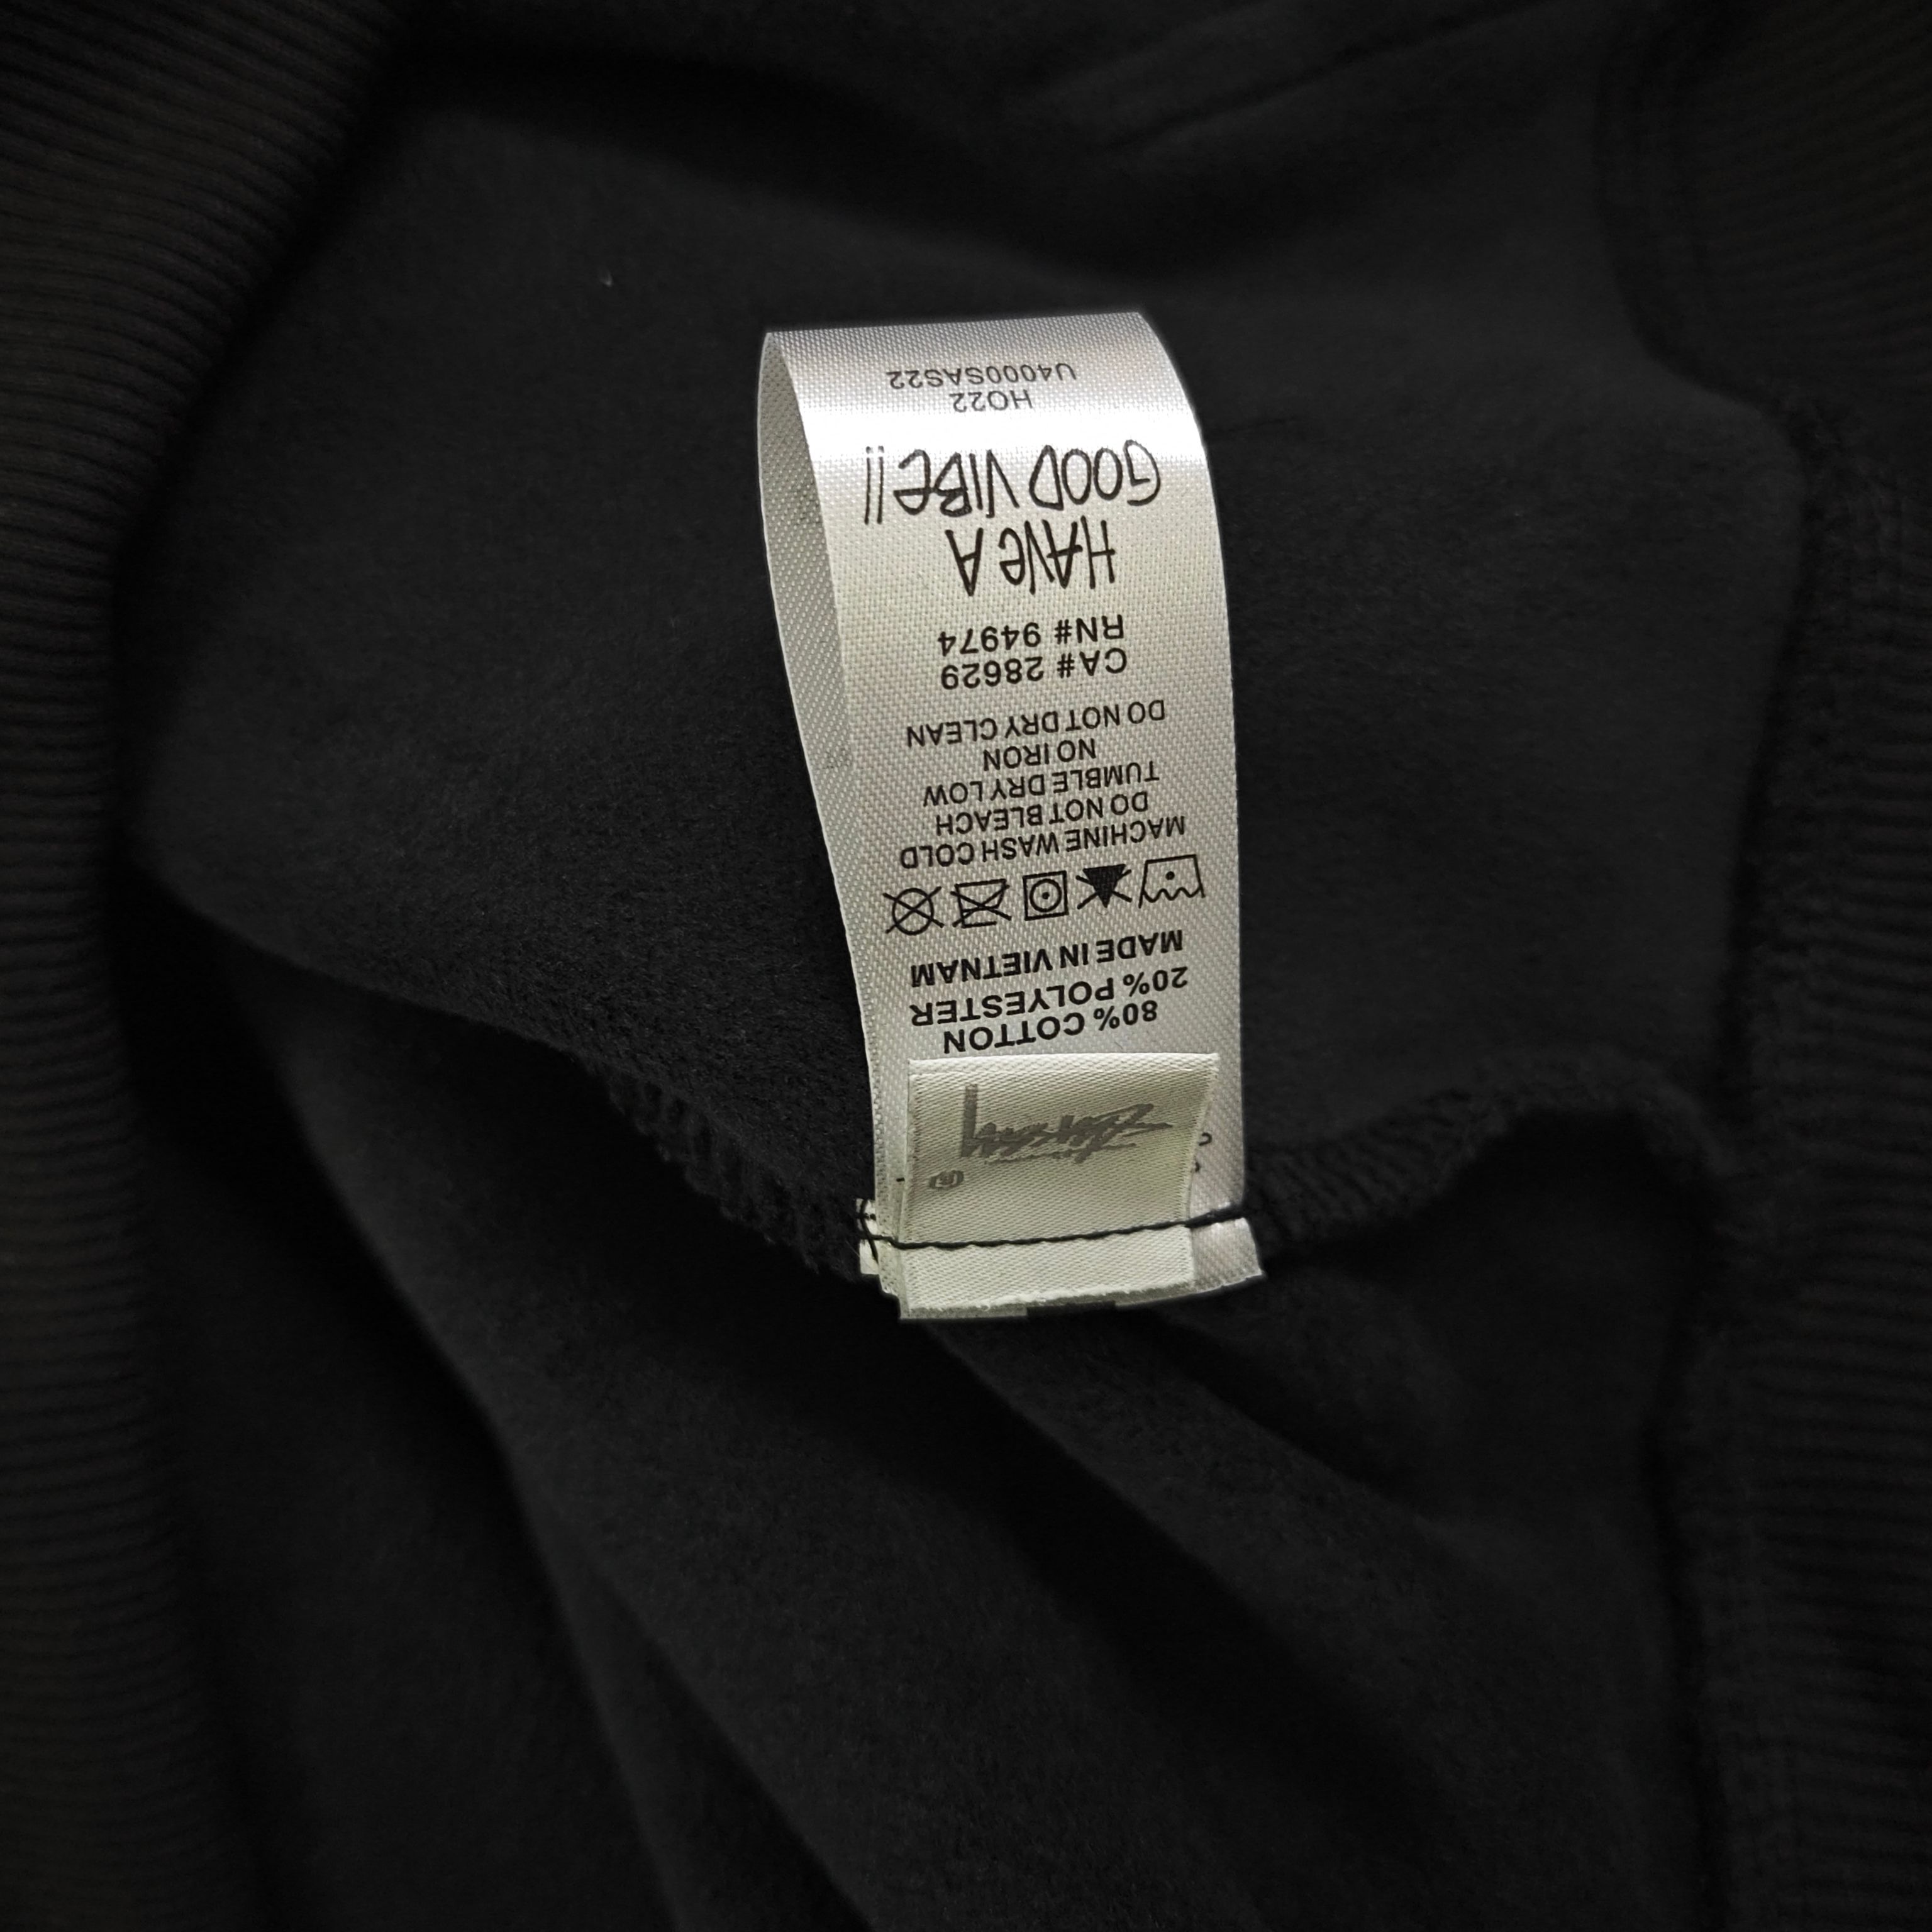 Stüssy
®
80% COTTON
20% POLYESTER
MADE IN VIETNAM
MACHINE WASH COLD
DO NOT BLEACH
TUMBLE DRY LOW
NO IRON
DO NOT DRY CLEAN
CA# 28629
RN# 94974
HAVe A
GOOD VIBe!!
HO22
U4000SAS22